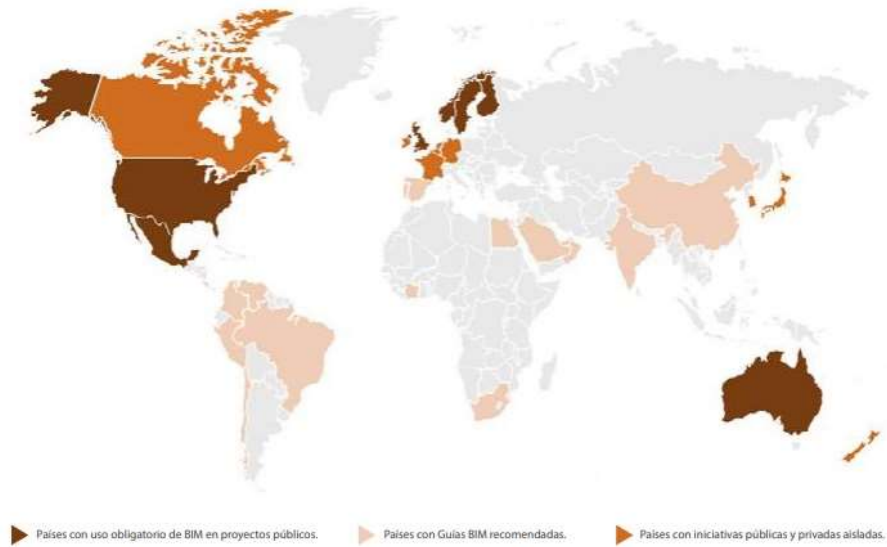 Países con uso obligatorio de BIM en proyectos públicos.
Países con Guías BIM recomendadas.
Países con iniciativas públicas y privadas aisladas.